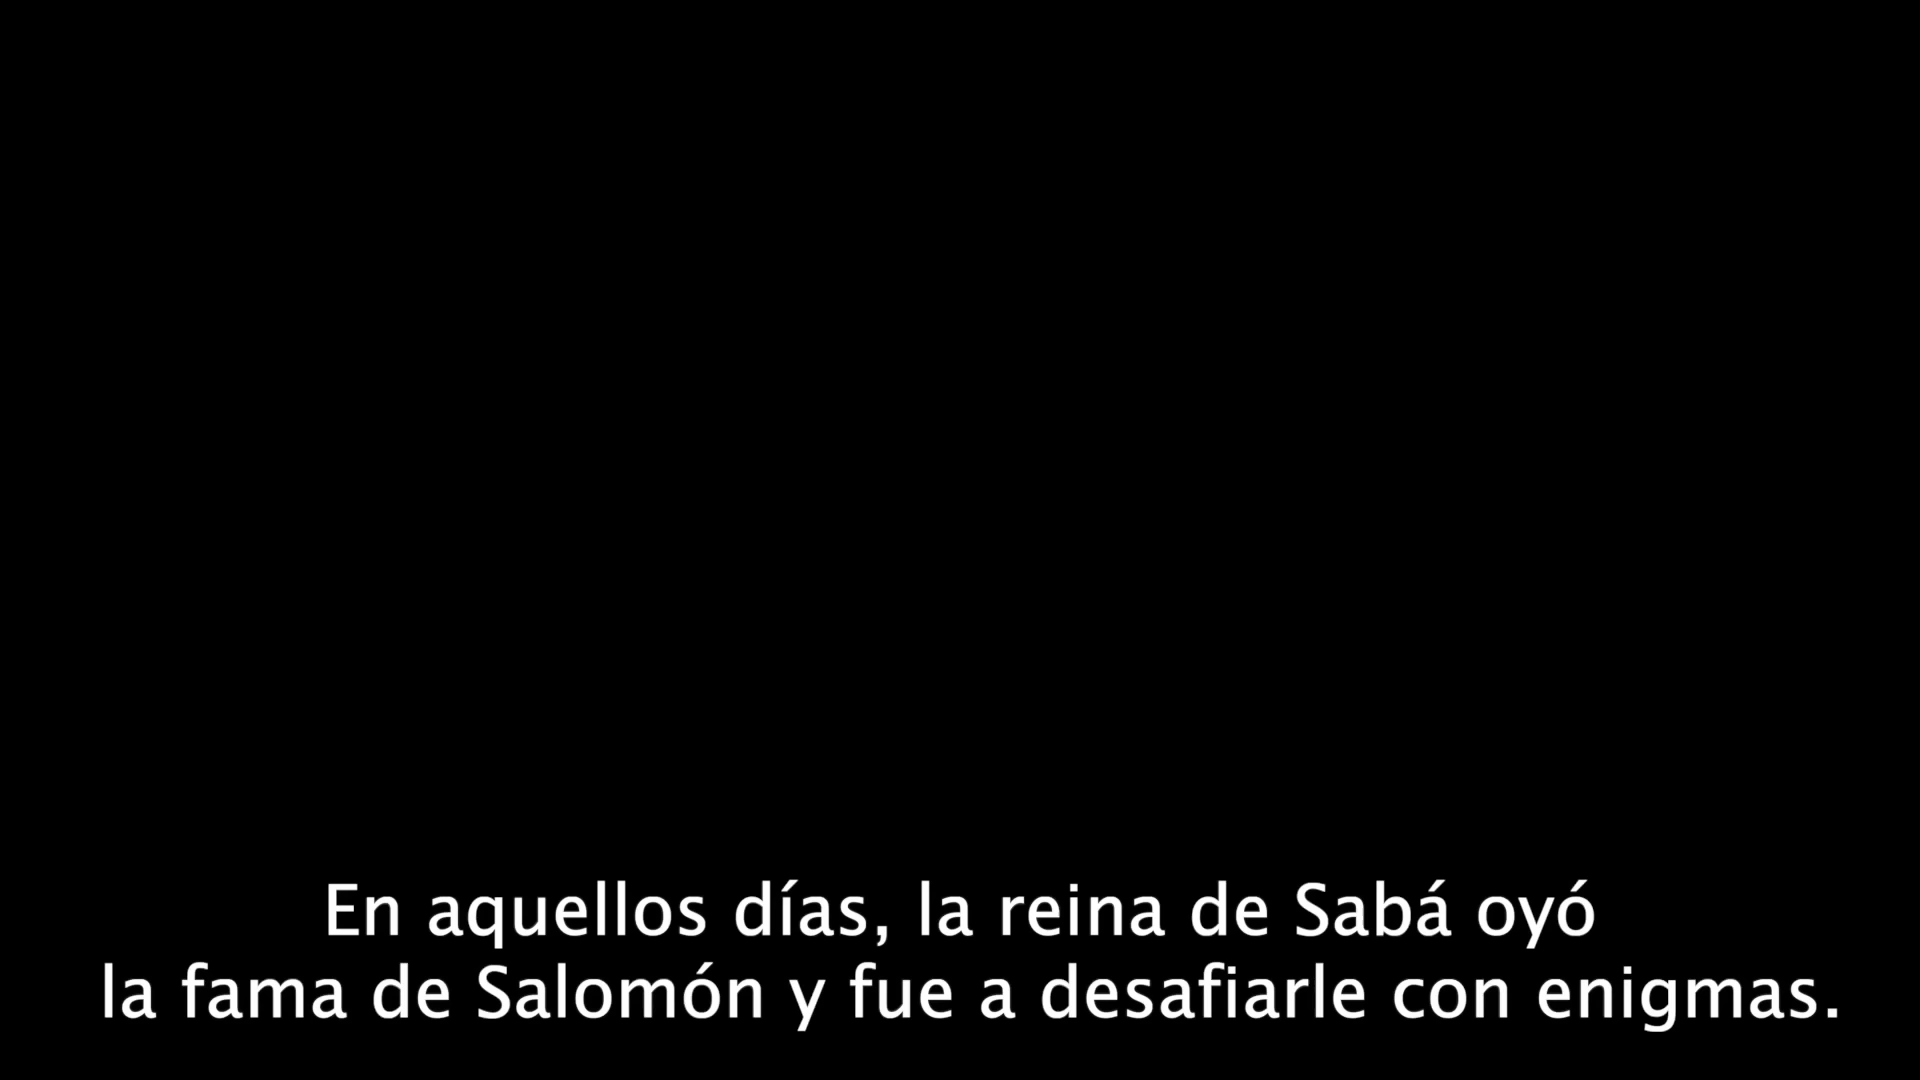 En aquellos días, la reina de Sabá oyó
la fama de Salomón y fue a desafiarle con enigmas.